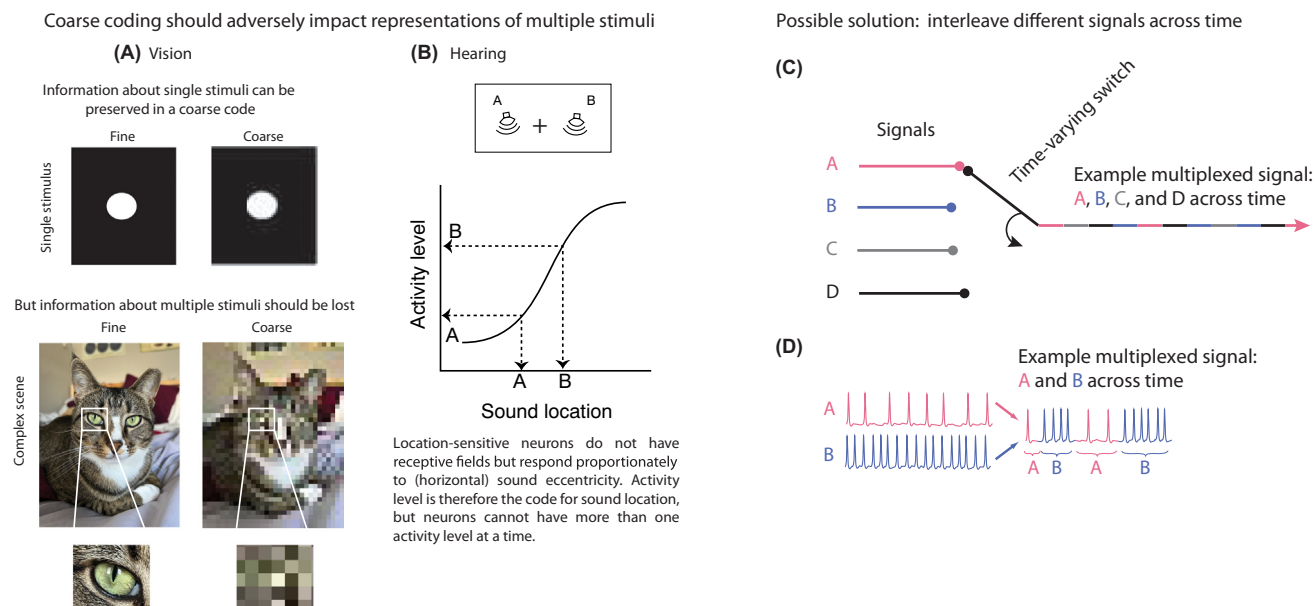 Coarse coding should adversely impact representations of multiple stimuli
(A) Vision
Information about single stimuli can be
preserved in a coarse code
Fine
Coarse
Single stimulus
But information about multiple stimuli should be lost
Fine
Coarse
Complex scene
(B) Hearing
A
B
+
Activity level
B
A
A
B
Sound location
Location-sensitive neurons do not have
receptive fields but respond proportionately
to (horizontal) sound eccentricity. Activity
level is therefore the code for sound location,
but neurons cannot have more than one
activity level at a time.
Possible solution: interleave different signals across time
(C)
Signals
A
B
C
D
Time-varying switch
Example multiplexed signal:
A, B, C, and D across time
(D)
Example multiplexed signal:
A and B across time
A
B
A
B
A
B